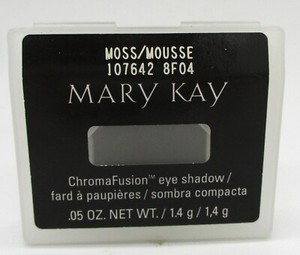 MOSS/MOUSSE
107642 8F04
MARY KAY
ChromaFusion™ eye shadow/
fard à paupières/ sombra compacta
.05 OZ. NET WT. / 1.4 g / 1,4 g